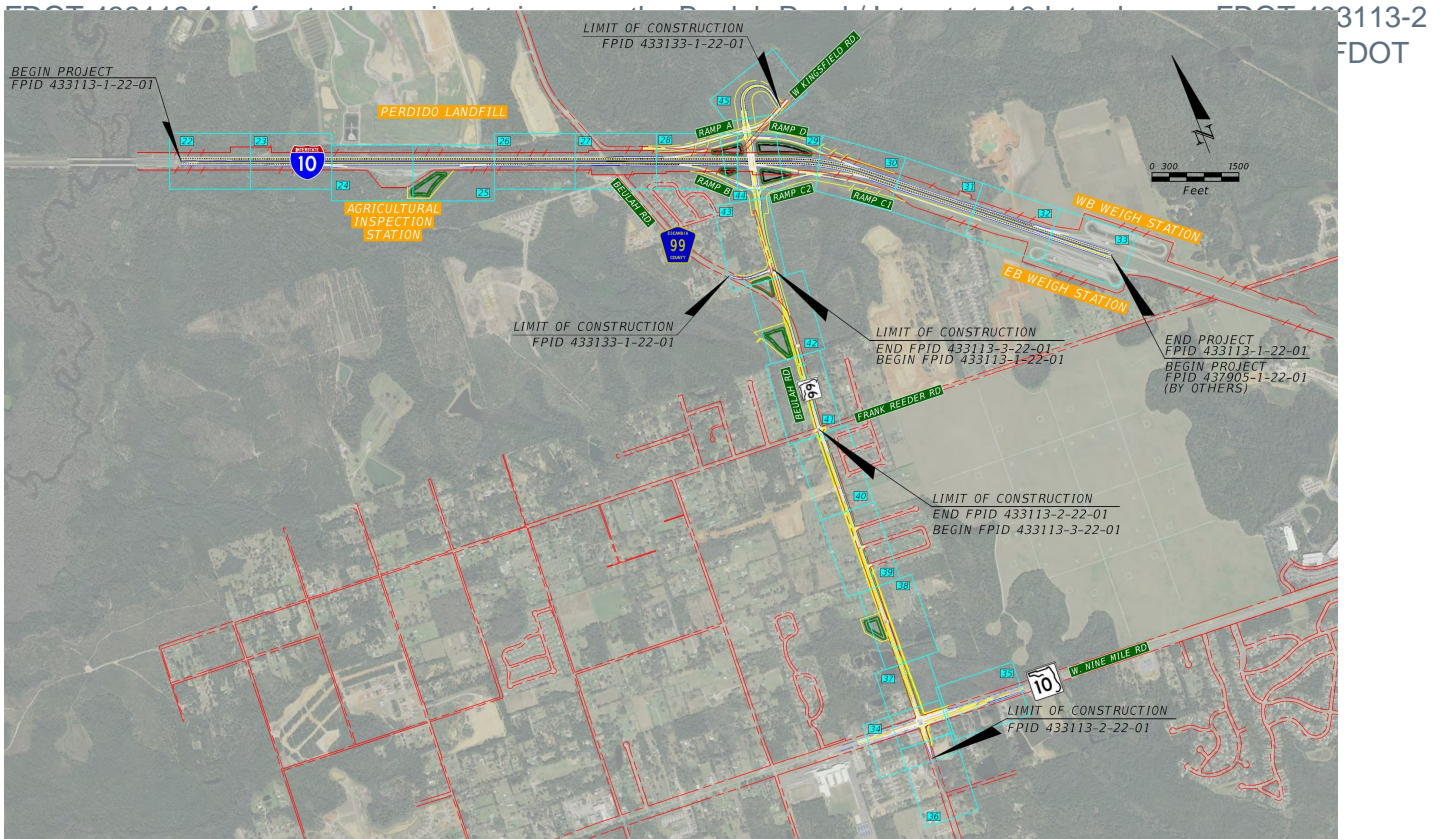 3113-2
FDOT
LIMIT OF CONSTRUCTION
FPID 433133-1-22-01
W KINGSFIELD RD.
BEGIN PROJECT
FPID 433113-1-22-01
PERDIDO LANDFILL
45
RAMP A
RAMP D
22
23
26
27
28
29
INTERSTATE
10
N
0 300 1500
Feet
30
24
25
RAMP B
44
RAMP C2
RAMP C1
31
AGRICULTURAL
INSPECTION
STATION
BEULAH RD.
43
32
WB WEIGH STATION
33
ESCAMBIA
99
COUNTY
EB WEIGH STATION
LIMIT OF CONSTRUCTION
FPID 433133-1-22-01
LIMIT OF CONSTRUCTION
END FPID 433113-3-22-01
BEGIN FPID 433113-1-22-01
END PROJECT
FPID 433113-1-22-01
BEGIN PROJECT
FPID 437905-1-22-01
(BY OTHERS)
42
BEULAH RD
99
FRANK REEDER RD
41
LIMIT OF CONSTRUCTION
END FPID 433113-2-22-01
BEGIN FPID 433113-3-22-01
40
39
38
37
35
10
W. NINE MILE RD
LIMIT OF CONSTRUCTION
FPID 433113-2-22-01
34
36